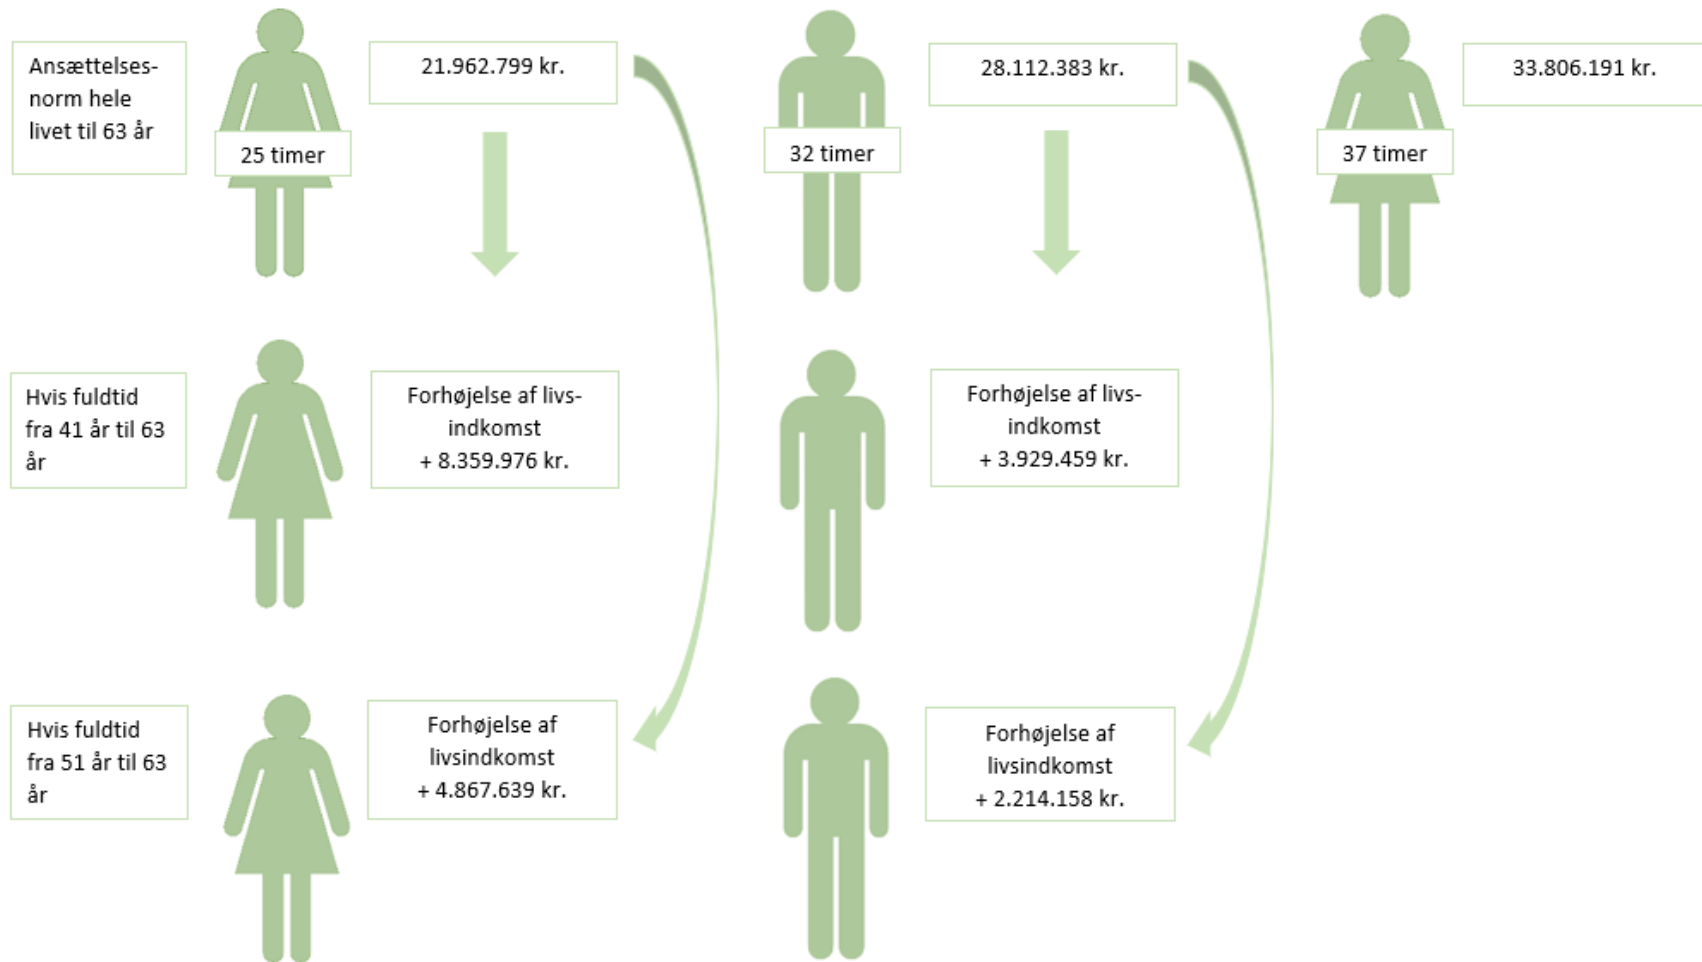 Ansættelses-
norm hele
livet til 63 år
25 timer
21.962.799 kr.
32 timer
28.112.383 kr.
37 timer
33.806.191 kr.
Hvis fuldtid
fra 41 år til 63
år
Forhøjelse af livs-
indkomst
+ 8.359.976 kr.
Forhøjelse af livs-
indkomst
+ 3.929.459 kr.
Hvis fuldtid
fra 51 år til 63
år
Forhøjelse af
livsindkomst
+ 4.867.639 kr.
Forhøjelse af
livsindkomst
+ 2.214.158 kr.